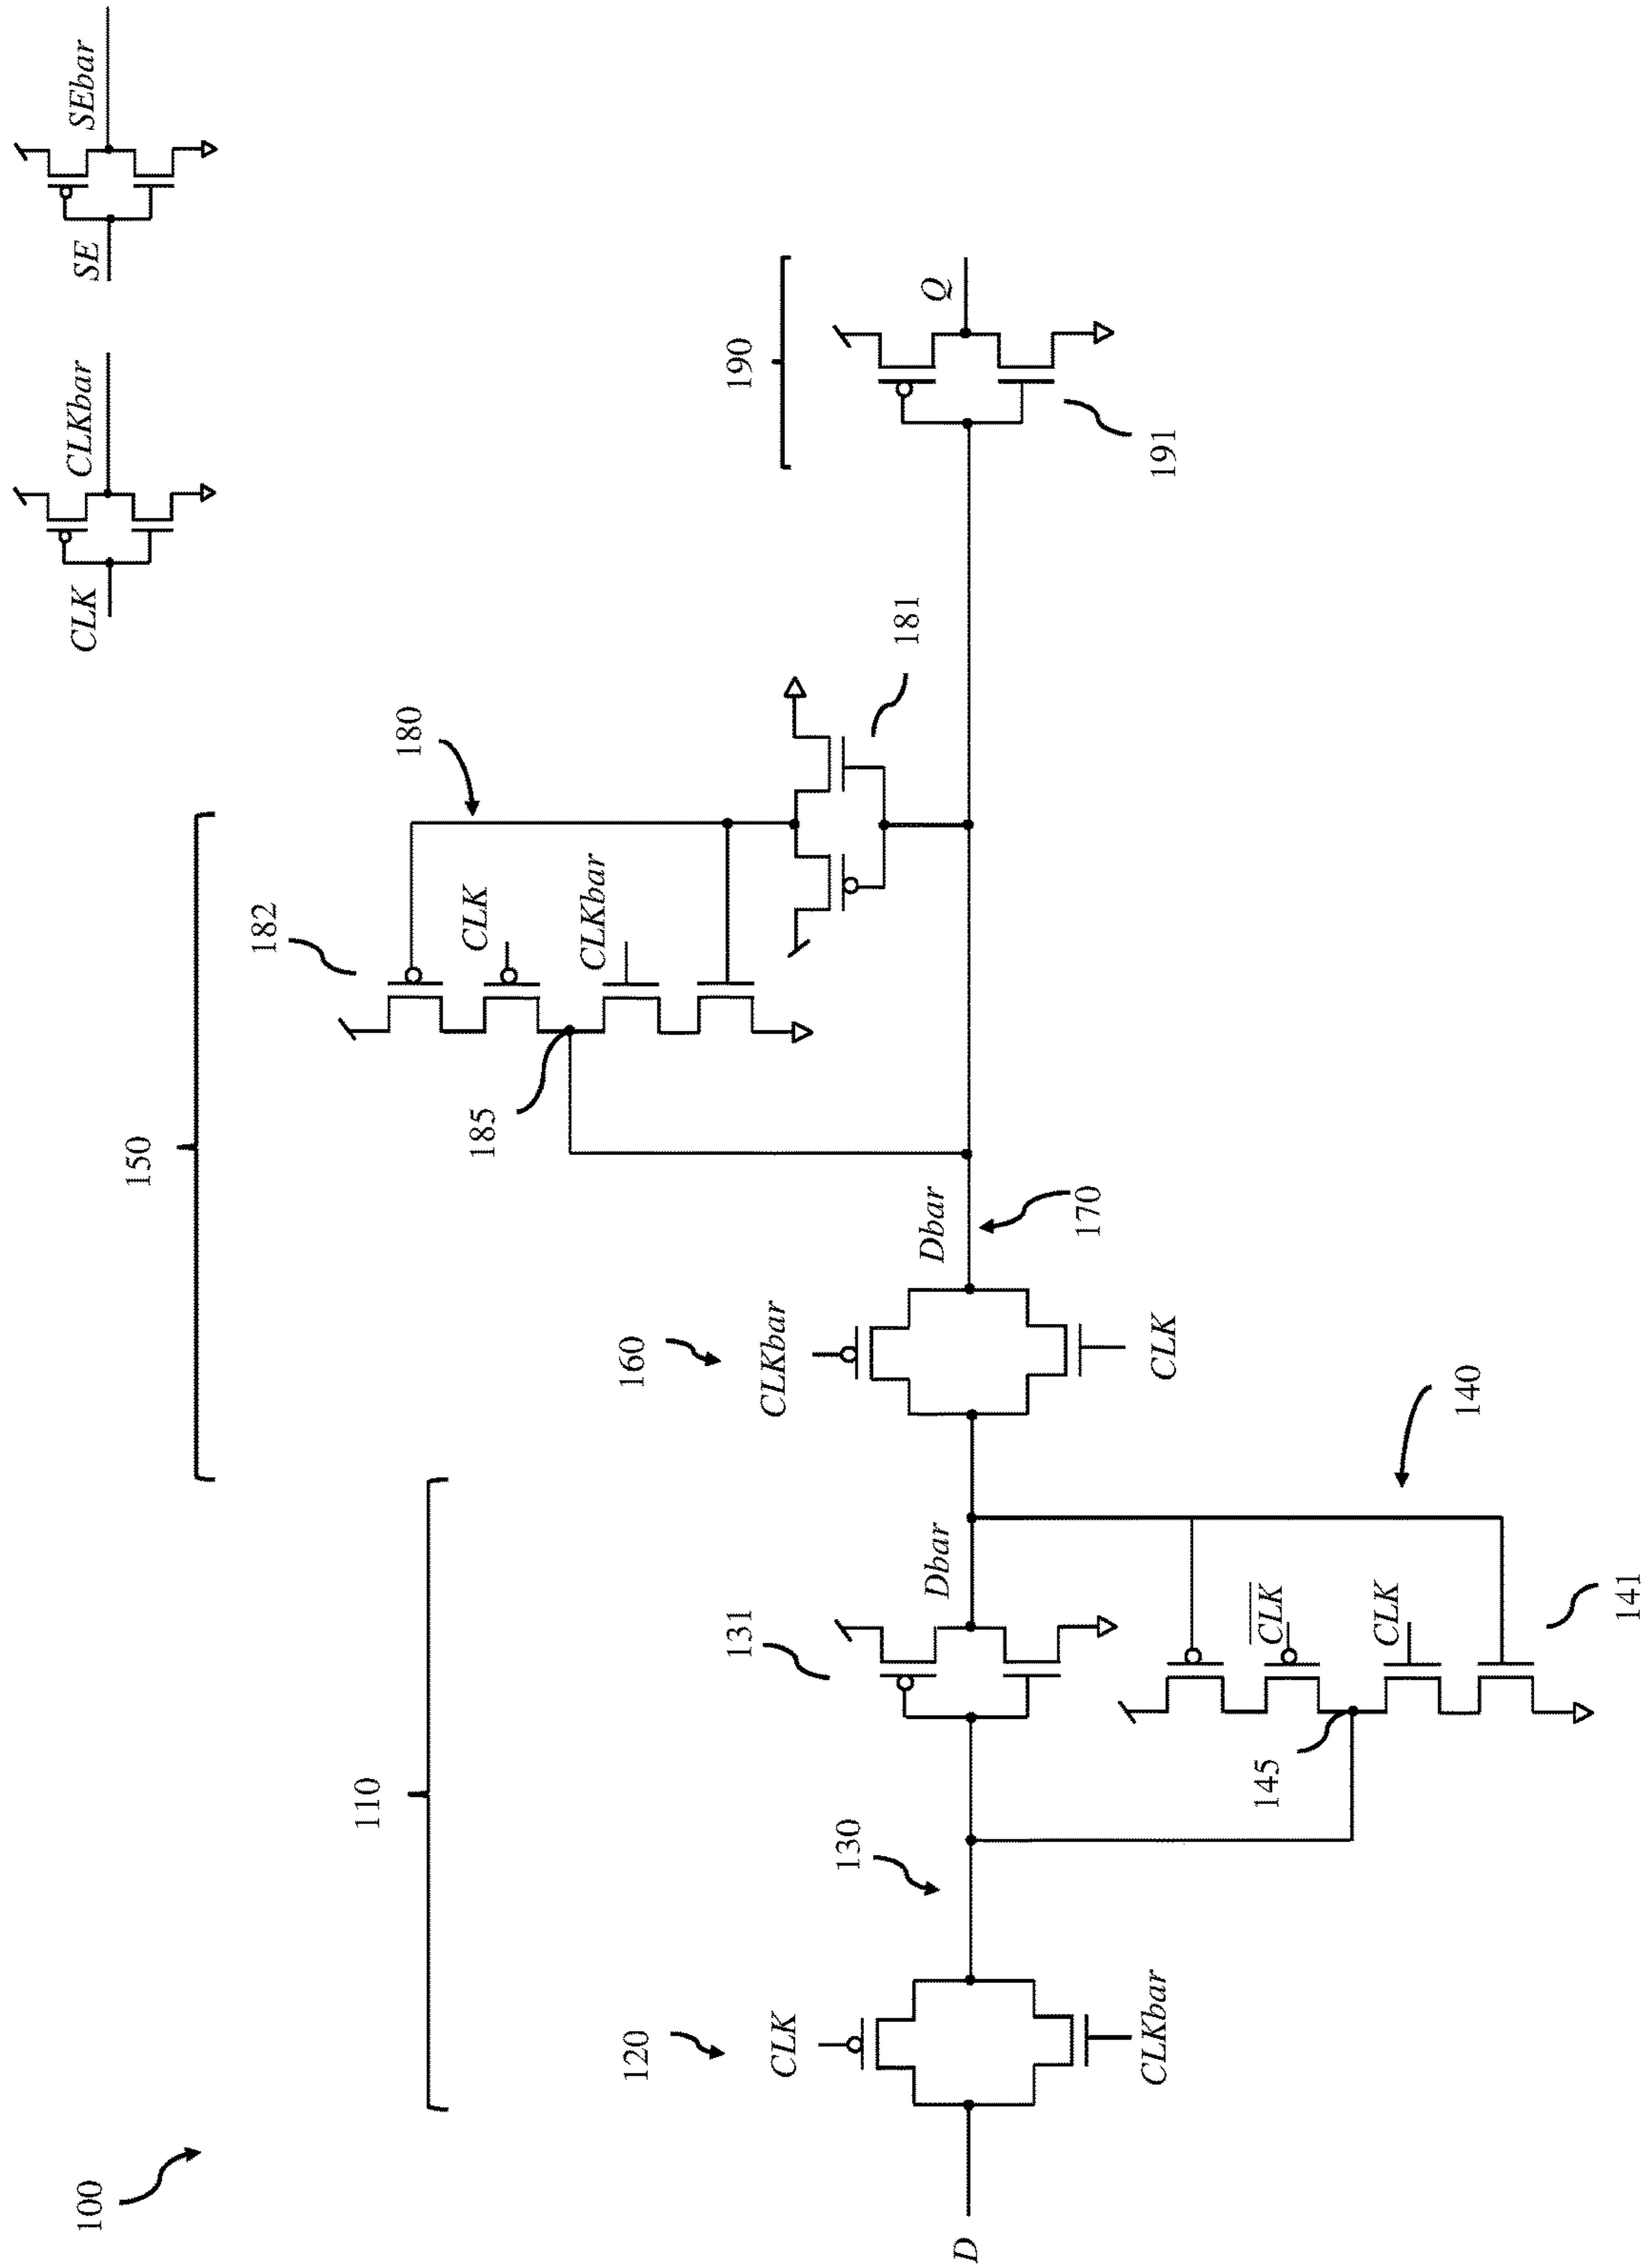 100
CLK
CLKbar
SE
SEbar
150
110
182
180
CLK
CLKbar
185
181
190
Q
191
120
CLK
CLKbar
D
130
131
Dbar
160
CLKbar
CLK
Dbar
170
145
CLK
CLK
140
141